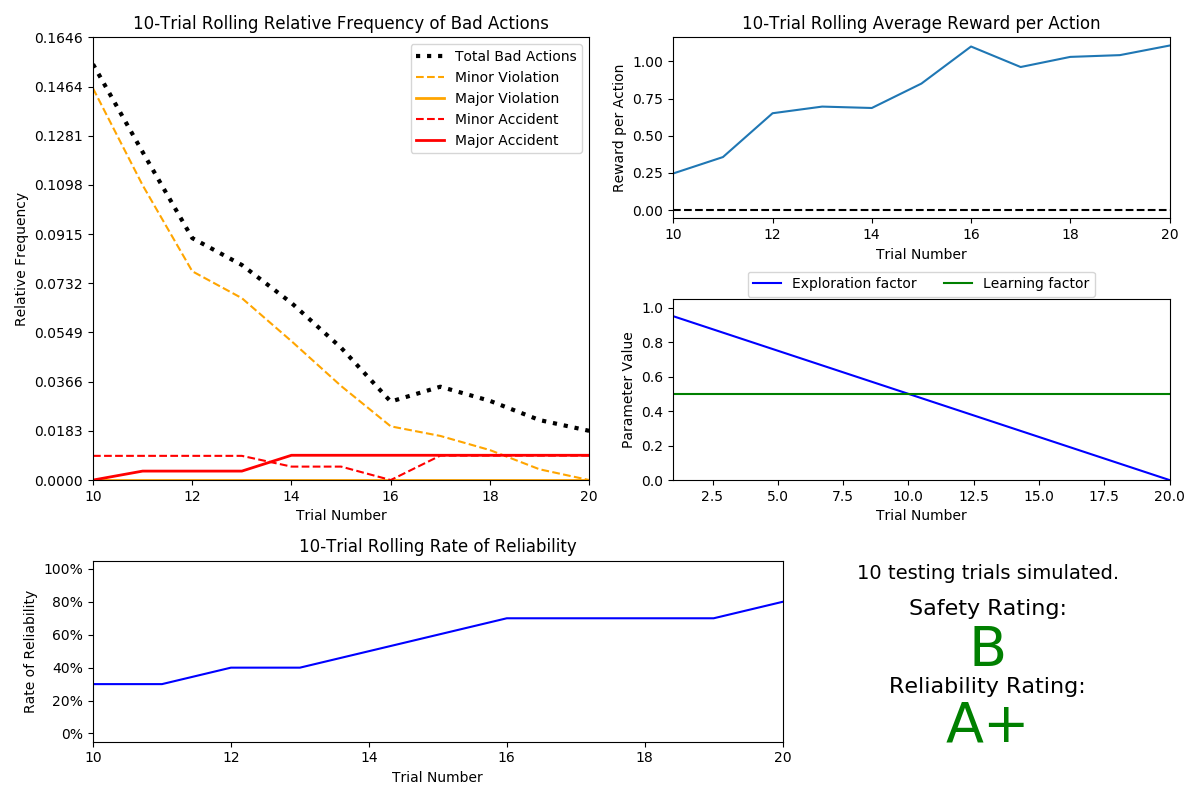 10-Trial Rolling Relative Frequency of Bad Actions
0.1646
0.1464
0.1281
0.1098
0.0915
0.0732
0.0549
0.0366
0.0183
0.0000
Relative Frequency
Total Bad Actions
Minor Violation
Major Violation
Minor Accident
Major Accident
10 12 14 16 18 20
Trial Number
10-Trial Rolling Average Reward per Action
1.00
0.75
0.50
0.25
0.00
Reward per Action
10 12 14 16 18 20
Trial Number
Exploration factor Learning factor
1.0
0.8
0.6
0.4
0.2
0.0
Parameter Value
2.5 5.0 7.5 10.0 12.5 15.0 17.5 20.0
Trial Number
10-Trial Rolling Rate of Reliability
100%
80%
60%
40%
20%
0%
Rate of Reliability
10 12 14 16 18 20
Trial Number
10 testing trials simulated.
Safety Rating:
B
Reliability Rating:
A+